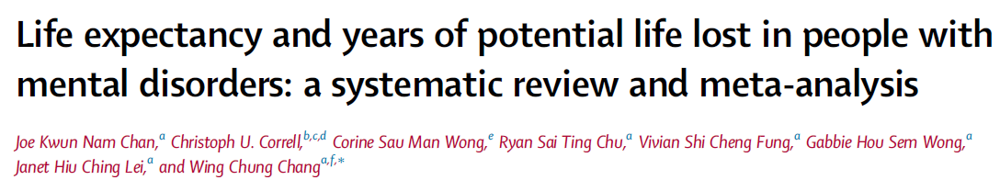 Life expectancy and years of potential life lost in people with
mental disorders: a systematic review and meta-analysis
Joe Kwun Nam Chan,a Christoph U. Correll,b,c,d Corine Sau Man Wong,e Ryan Sai Ting Chu,a Vivian Shi Cheng Fung,a Gabbie Hou Sem Wong,a
Janet Hiu Ching Lei,a and Wing Chung Chang a,f,*